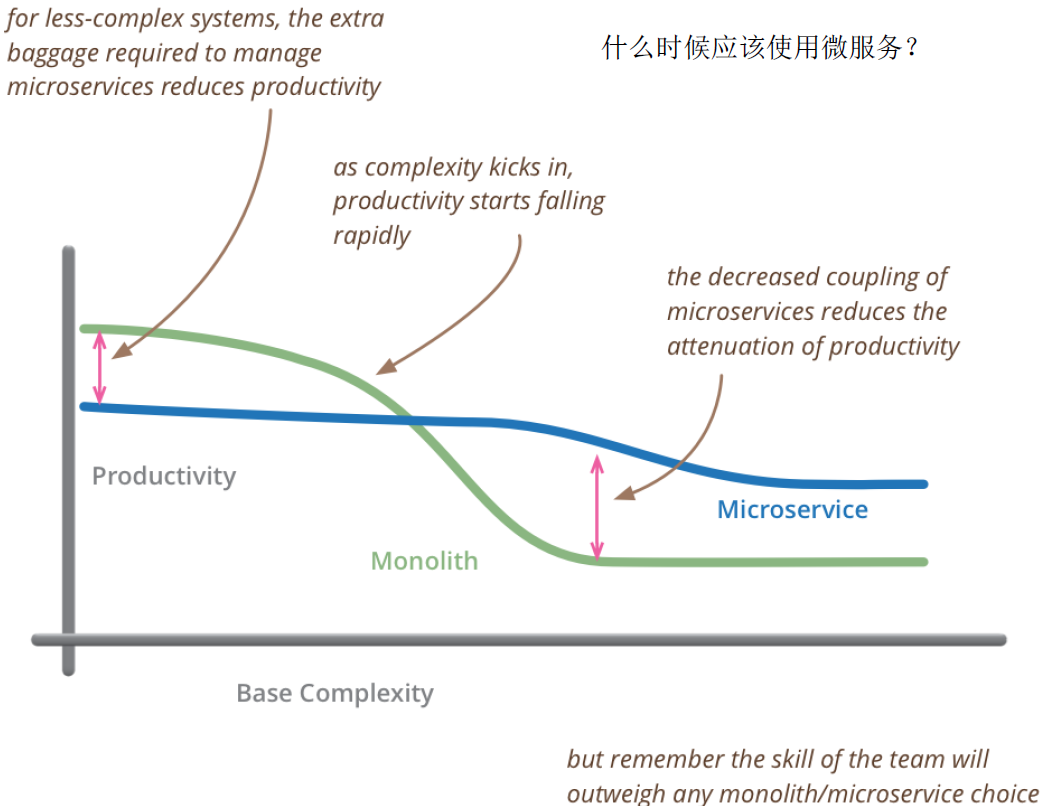 for less-complex systems, the extra
baggage required to manage
microservices reduces productivity
什么时候应该使用微服务？
as complexity kicks in,
productivity starts falling
rapidly
the decreased coupling of
microservices reduces the
attenuation of productivity
Productivity
Microservice
Monolith
Base Complexity
but remember the skill of the team will
outweigh any monolith/microservice choice